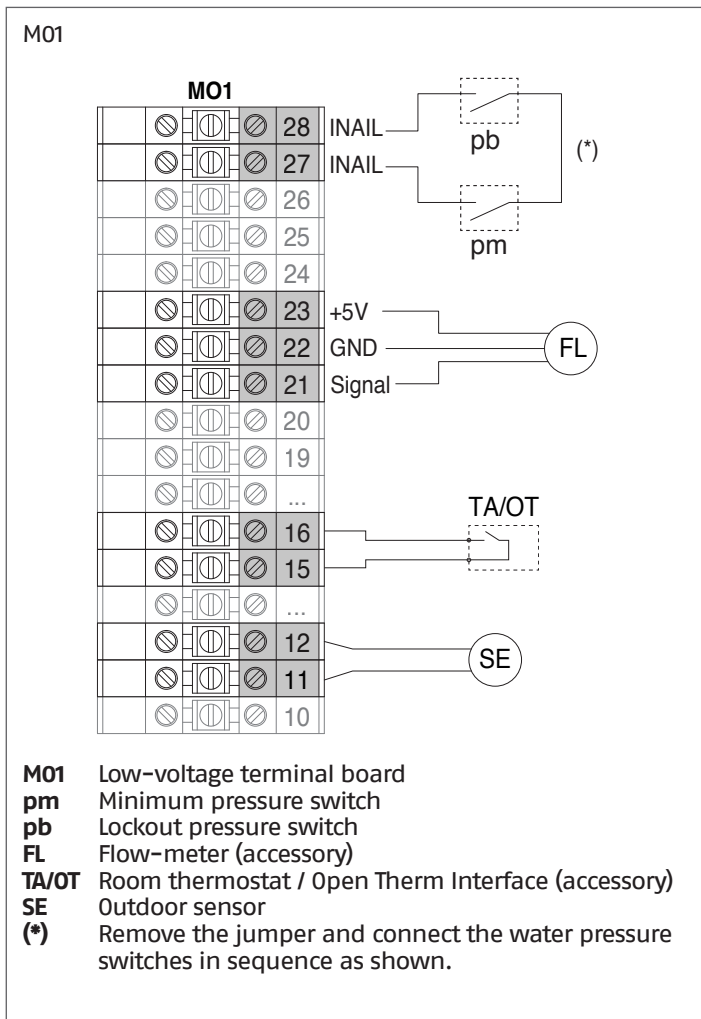 M01
MO1
28 INAIL
pb
(*)
27 INAIL
26
pm
25
24
23 +5V
22 GND
FL
21 Signal
20
19
...
TA/OT
16
15
...
12
SE
11
10
M01 Low-voltage terminal board
pm Minimum pressure switch
pb Lockout pressure switch
FL Flow-meter (accessory)
TA/OT Room thermostat / Open Therm Interface (accessory)
SE Outdoor sensor
(*) Remove the jumper and connect the water pressure
switches in sequence as shown.